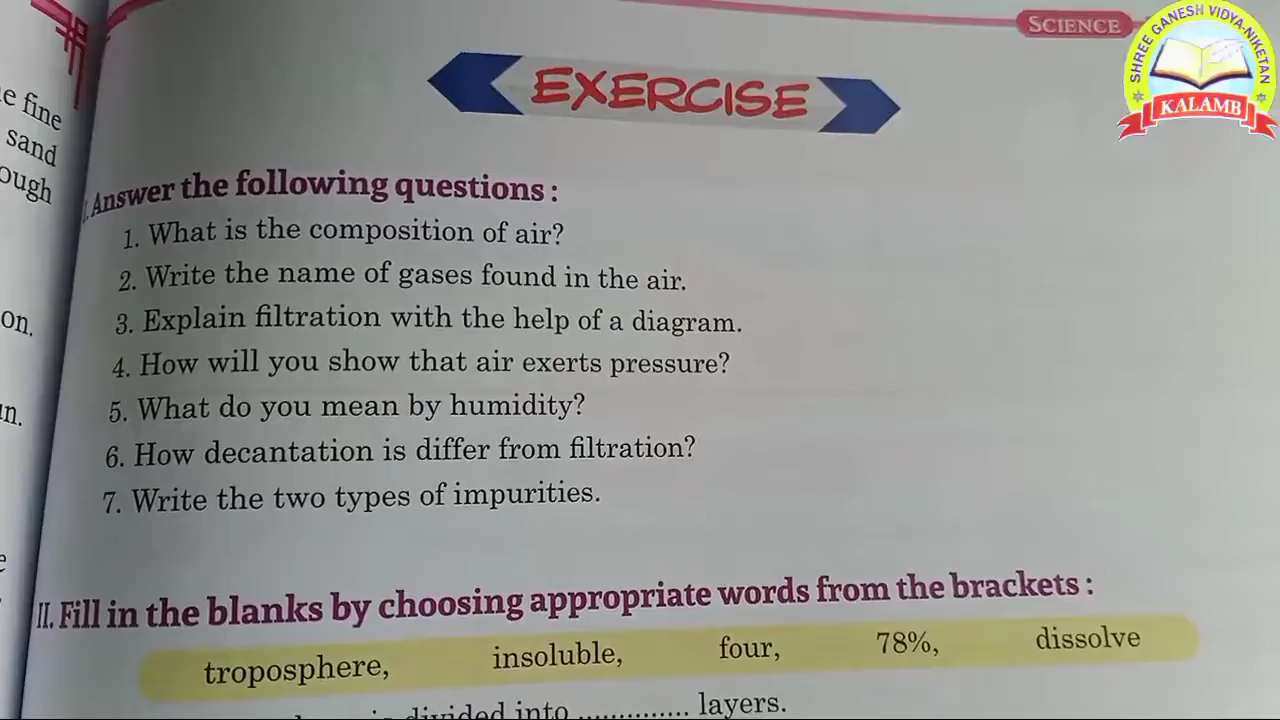 SCIENCE
SHREE GANESH VIDYA-NIKETAN
KALAMB
EXERCISE
e fine
sand
ough
on.
n.
Answer the following questions :
1. What is the composition of air?
2. Write the name of gases found in the air.
3. Explain filtration with the help of a diagram.
4. How will you show that air exerts pressure?
5. What do you mean by humidity?
6. How decantation is differ from filtration?
7. Write the two types of impurities.
II. Fill in the blanks by choosing appropriate words from the brackets :
troposphere, insoluble, four, 78%, dissolve
divided into .............. layers.